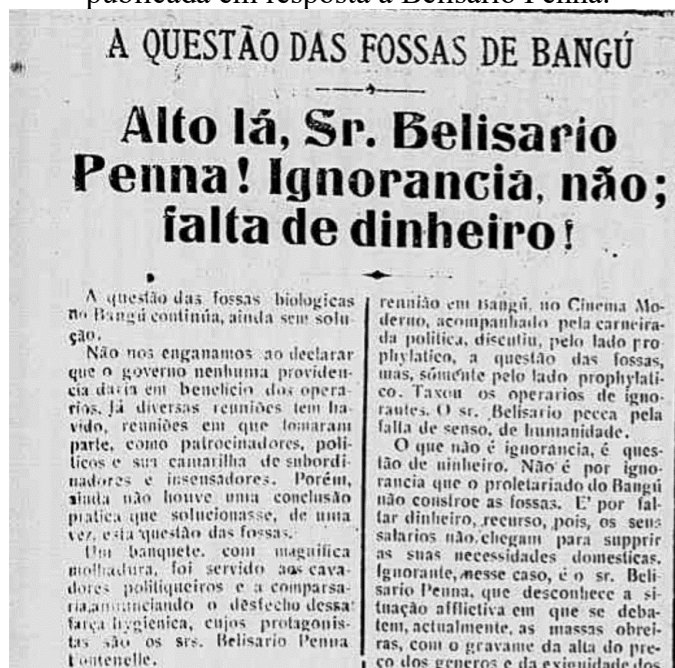 publicada em resposta a Belisário Penna.
A QUESTÃO DAS FOSSAS DE BANGÚ
Alto lá, Sr. Belisario
Penna! Ignorancia, não;
falta de dinheiro!
A questão das fossas biologicas
no Bangú continúa, ainda sem solu-
ção.
Não nos enganamos ao declarar
que o governo nenhuma providen-
cia daria em beneficio dos opera-
rios. Já diversas reuniões tem ha-
vido, reuniões em que tomaram
parte, como patrocinadores, poli-
ticos e sua camarilha de subordi-
nadores e insensadores. Porém,
ainda não houve uma conclusão
pratica que solucionasse, de uma
vez, esta questão das fossas.
Um banquete, com magnifica
molhadura, foi servido aos cava-
dores politiqueiros e a comparsa-
ria, annunciando o desfecho dessa
farça hygienica, cujos protagonis-
tas são os srs. Belisario Penna
Fontenelle.
reunião em Bangú, no Cinema Mo-
derno, acompanhado pela carneira-
da politica, discutiu, pelo lado pro-
phylatico, a questão das fossas,
mas, sómente pelo lado prophylati-
co. Taxou os operarios de igno-
rantes. O sr. Belisario pecca pela
falta de senso, de humanidade.
O que não é ignorancia, é ques-
tão de ninheiro. Não é por igno-
rancia que o proletariado do Bangú
não constroe as fossas. E' por fal-
tar dinheiro, recurso, pois, os seus
salarios não chegam para supprir
as suas necessidades domesticas.
Ignorante, nesse caso, é o sr. Beli-
sario Penna, que desconhece a si-
tuação afflictiva em que se deba-
tem, actualmente, as massas obrei-
ras, com o gravame da alta do pre-
ço dos generos e da exiguidade dos